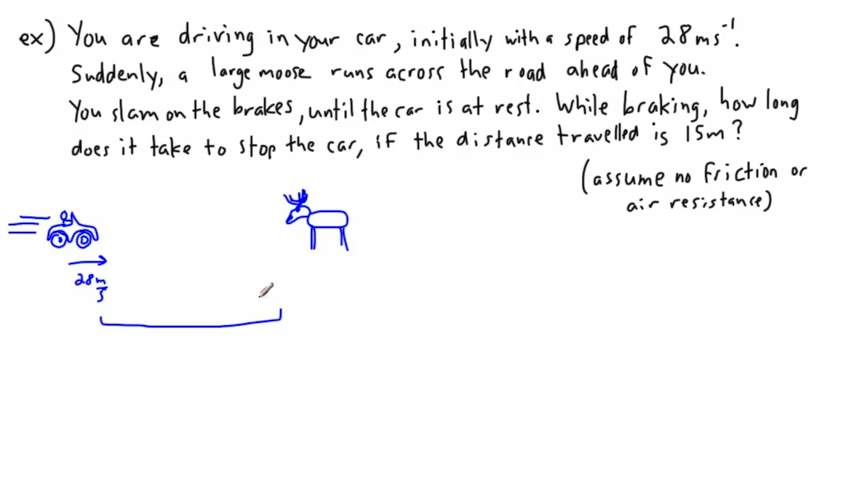 ex) You are driving in your car, initially with a speed of 28ms⁻¹.
Suddenly, a large moose runs across the road ahead of you.
You slam on the brakes, until the car is at rest. While braking, how long
does it take to stop the car, if the distance travelled is 15m?
(assume no friction or
air resistance)
28 m/s